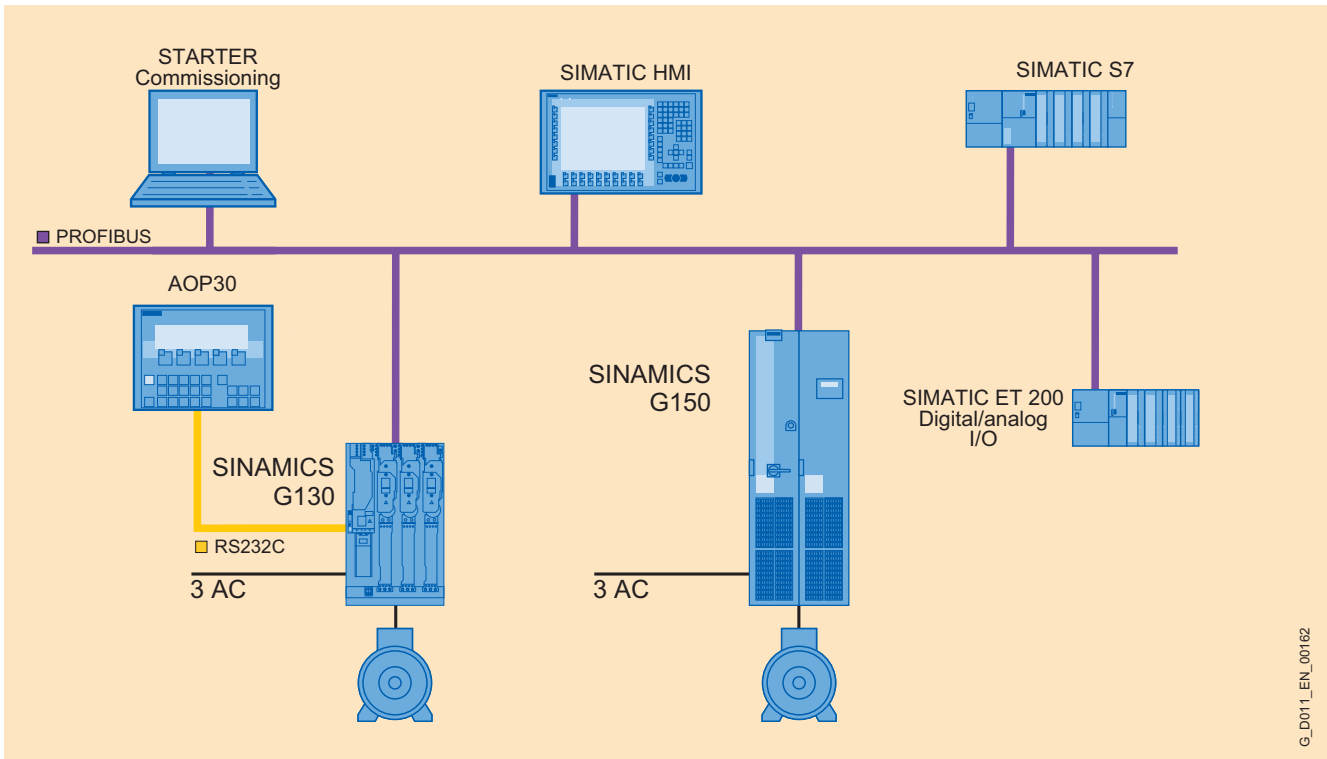 STARTER
Commissioning
SIMATIC HMI
SIMATIC S7
PROFIBUS
AOP30
SINAMICS
G150
SIMATIC ET 200
Digital/analog
I/O
SINAMICS
G130
RS232C
3 AC
3 AC
G_D011_EN_00162